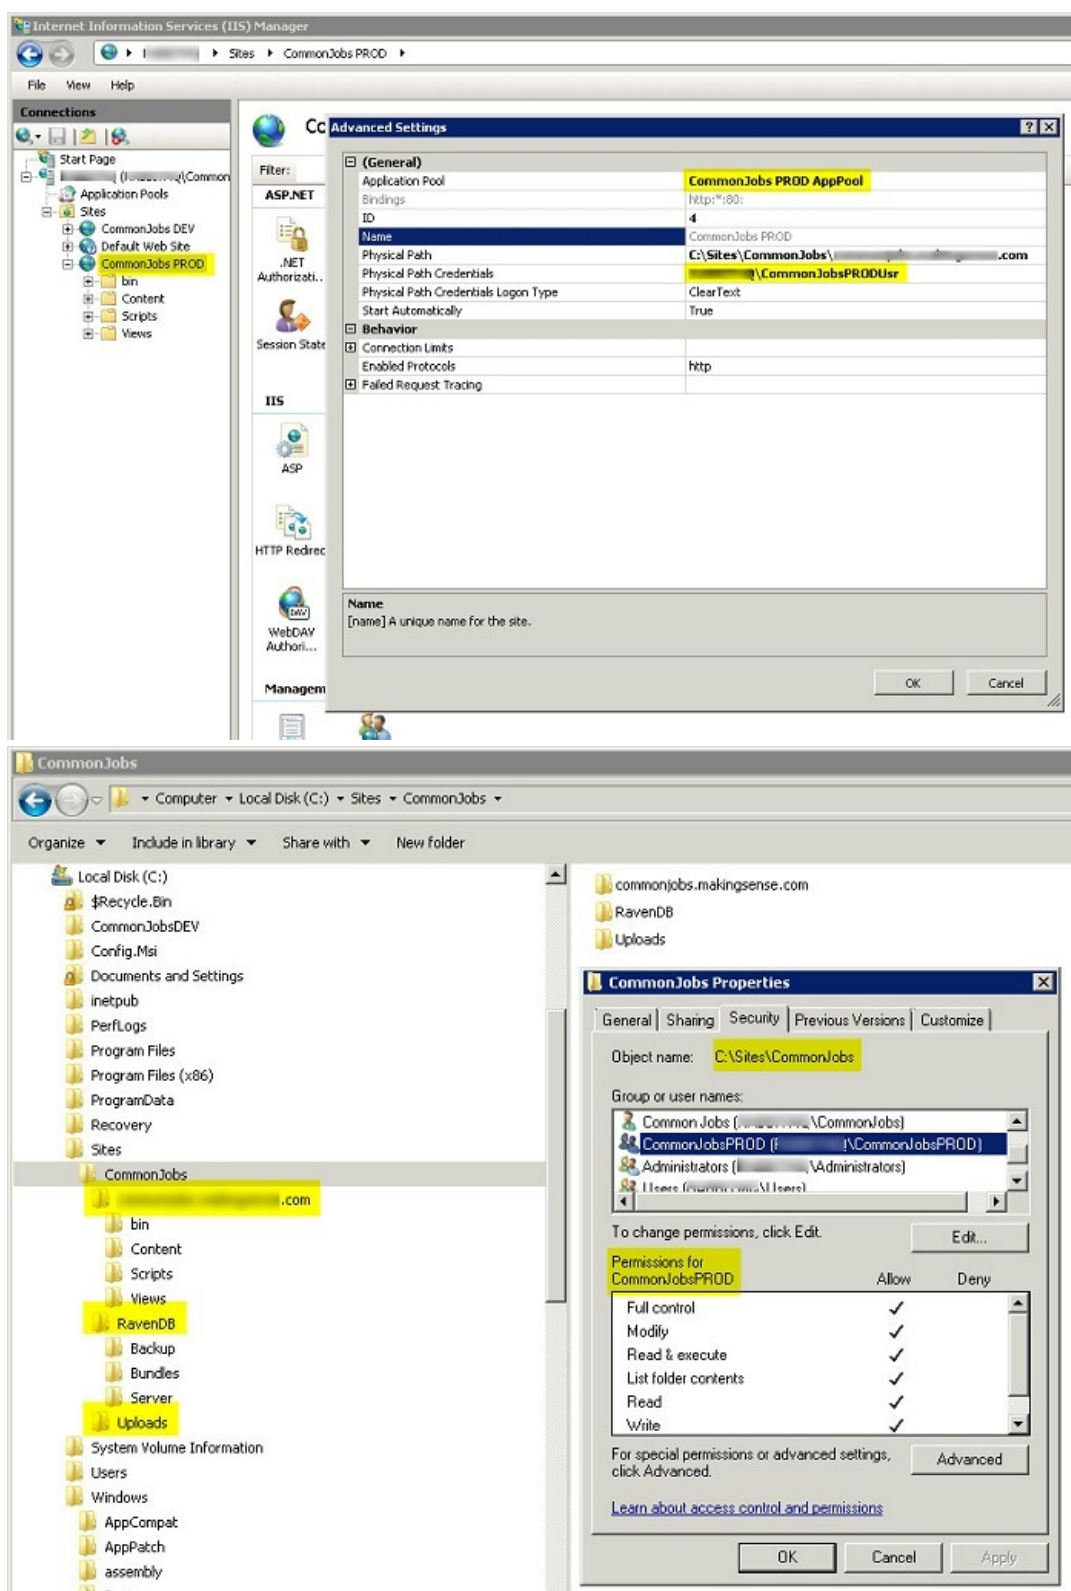 Internet Information Services (IIS) Manager
Sites CommonJobs PROD
File View Help
Connections
Start Page
\Common
Application Pools
Sites
CommonJobs DEV
Default Web Site
CommonJobs PROD
bin
Content
Scripts
Views
Filter:
ASP.NET
.NET
Authorizati...
Session State
IIS
ASP
HTTP Redirec
WebDAV
Authori...
Managem
Advanced Settings
(General)
Application Pool CommonJobs PROD AppPool
Bindings http:*:80:
ID 4
Name CommonJobs PROD
Physical Path C:\Sites\CommonJobs\ .com
Physical Path Credentials \CommonJobsPRODUsr
Physical Path Credentials Logon Type ClearText
Start Automatically True
Behavior
Connection Limits
Enabled Protocols http
Failed Request Tracing
Name
[name] A unique name for the site.
OK Cancel
CommonJobs
Computer Local Disk (C:) Sites CommonJobs
Organize Include in library Share with New folder
Local Disk (C:)
$Recycle.Bin
CommonJobsDEV
Config.Msi
Documents and Settings
inetpub
PerfLogs
Program Files
Program Files (x86)
ProgramData
Recovery
Sites
CommonJobs
.com
bin
Content
Scripts
Views
RavenDB
Backup
Bundles
Server
Uploads
System Volume Information
Users
Windows
AppCompat
AppPatch
assembly
commonjobs.makingsense.com
RavenDB
Uploads
CommonJobs Properties
General Sharing Security Previous Versions Customize
Object name: C:\Sites\CommonJobs
Group or user names:
Common Jobs ( \CommonJobs)
CommonJobsPROD ( \CommonJobsPROD)
Administrators ( \Administrators)
Users ( \Users)
To change permissions, click Edit.
Edit...
Permissions for
CommonJobsPROD Allow Deny
Full control
Modify
Read & execute
List folder contents
Read
Write
For special permissions or advanced settings,
click Advanced.
Advanced
Learn about access control and permissions
OK Cancel Apply